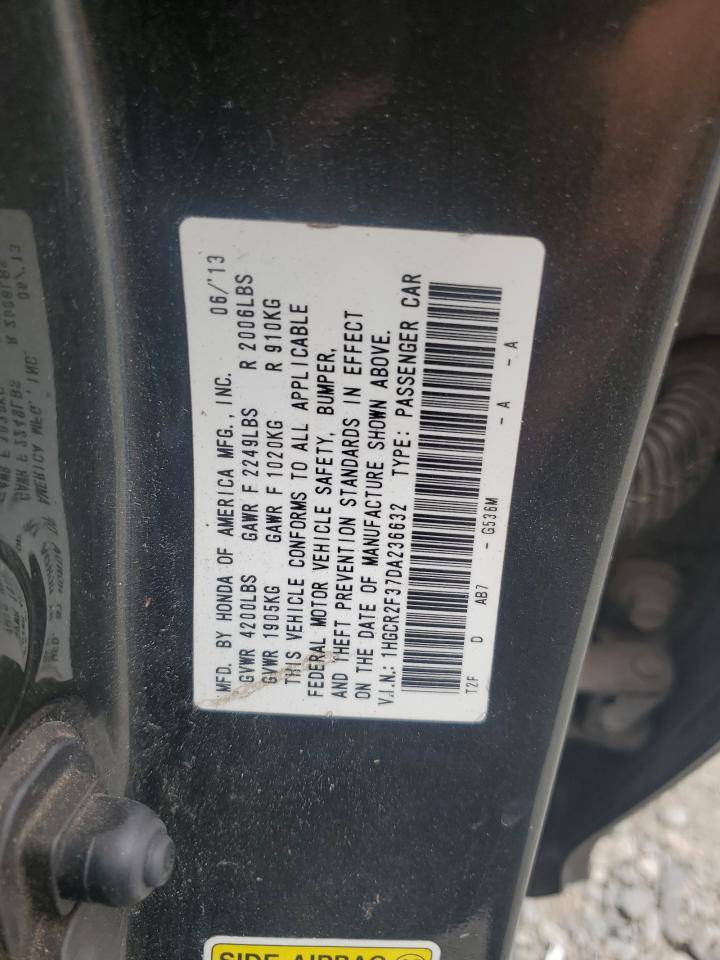 MFD. BY HONDA OF AMERICA MFG., INC. 06/'13
GVWR 4200LBS GAWR F 2249LBS R 2006LBS
GVWR 1905KG GAWR F 1020KG R 910KG
THIS VEHICLE CONFORMS TO ALL APPLICABLE
FEDERAL MOTOR VEHICLE SAFETY, BUMPER,
AND THEFT PREVENTION STANDARDS IN EFFECT
ON THE DATE OF MANUFACTURE SHOWN ABOVE.
V.I.N.: 1HGCR2F37DA236632 TYPE: PASSENGER CAR
T2F D AB7 - G536M - A - A
SIDE AIRBAG